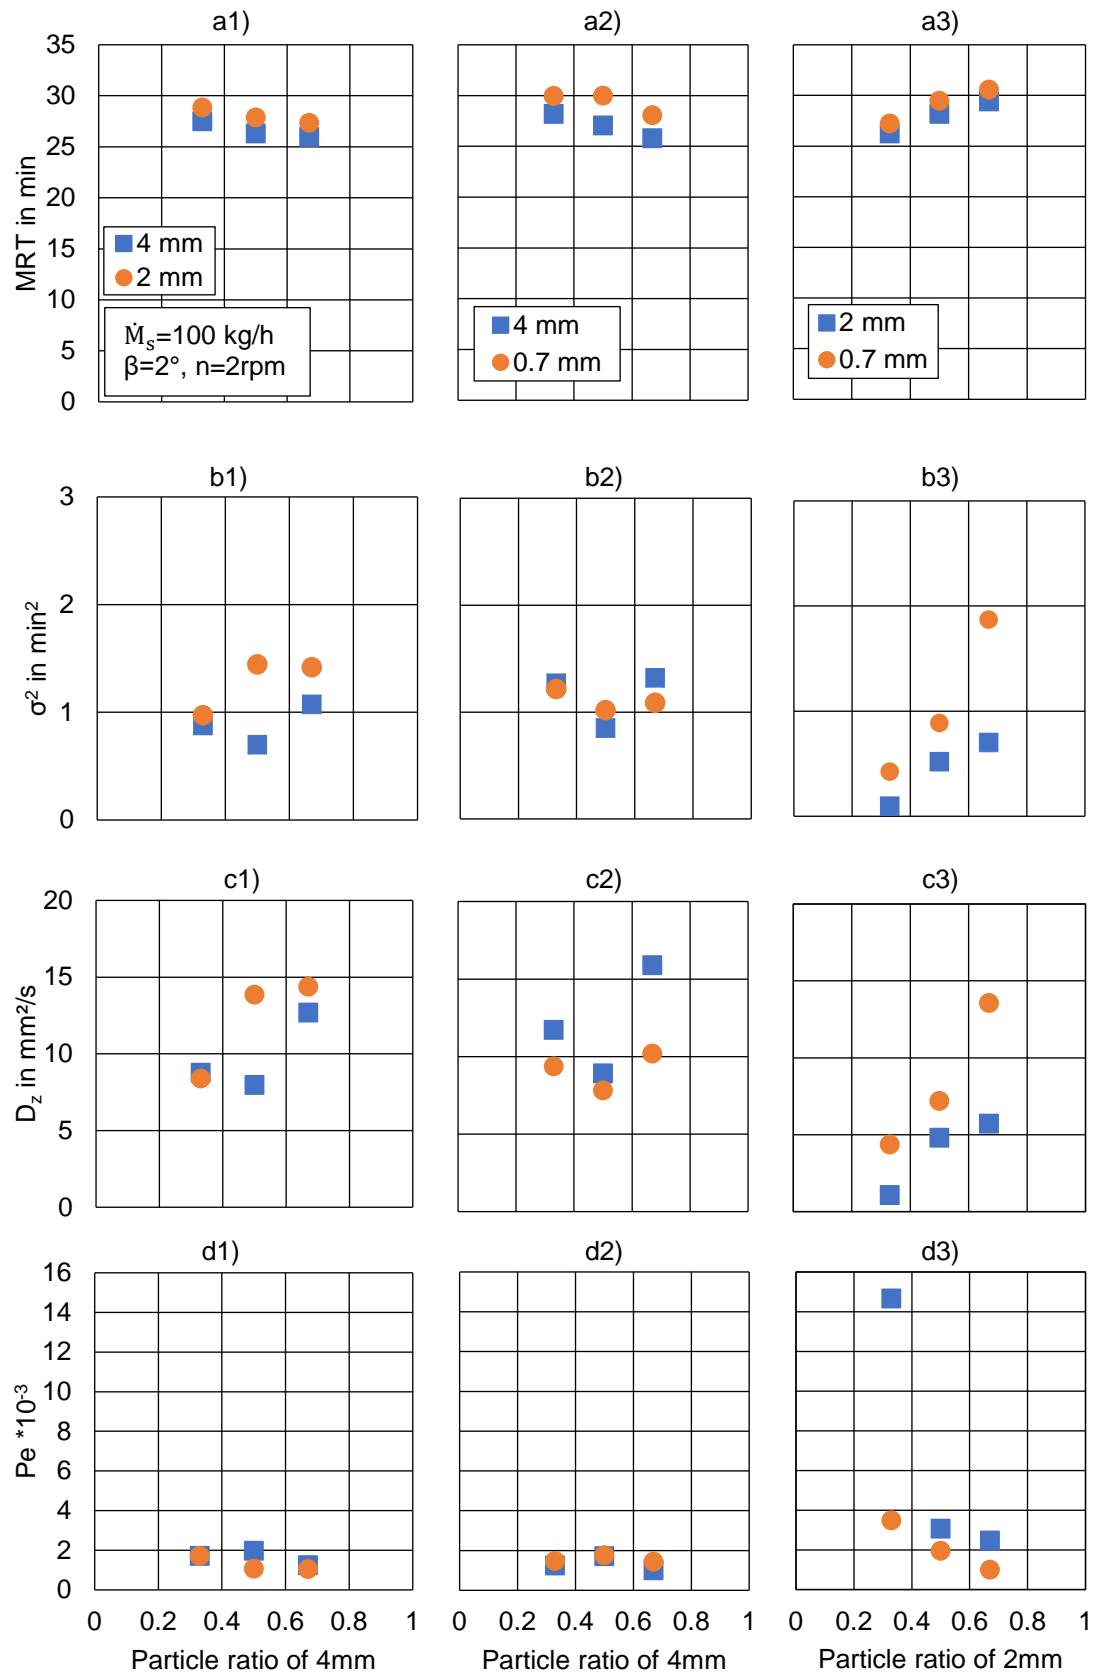 a1)
a2)
a3)
35
30
25
20
15
10
5
0
MRT in min
4 mm
2 mm
Ṁs=100 kg/h
β=2°, n=2rpm
4 mm
0.7 mm
2 mm
0.7 mm
b1)
b2)
b3)
3
2
1
0
σ² in min²
c1)
c2)
c3)
20
15
10
5
0
D_z in mm²/s
d1)
d2)
d3)
16
14
12
10
8
6
4
2
0
Pe *10⁻³
0 0.2 0.4 0.6 0.8 1
0 0.2 0.4 0.6 0.8 1
0 0.2 0.4 0.6 0.8 1
Particle ratio of 4mm
Particle ratio of 4mm
Particle ratio of 2mm